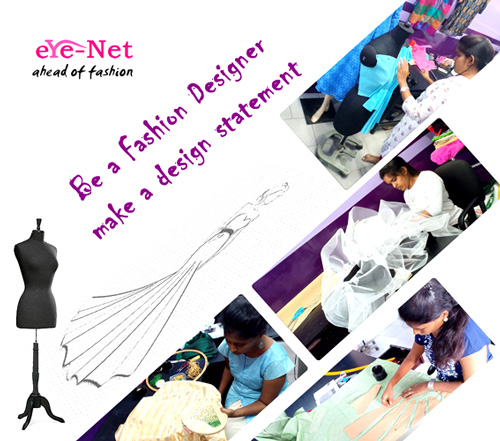 eYe-Net
ahead of fashion
Be a Fashion Designer
make a design statement